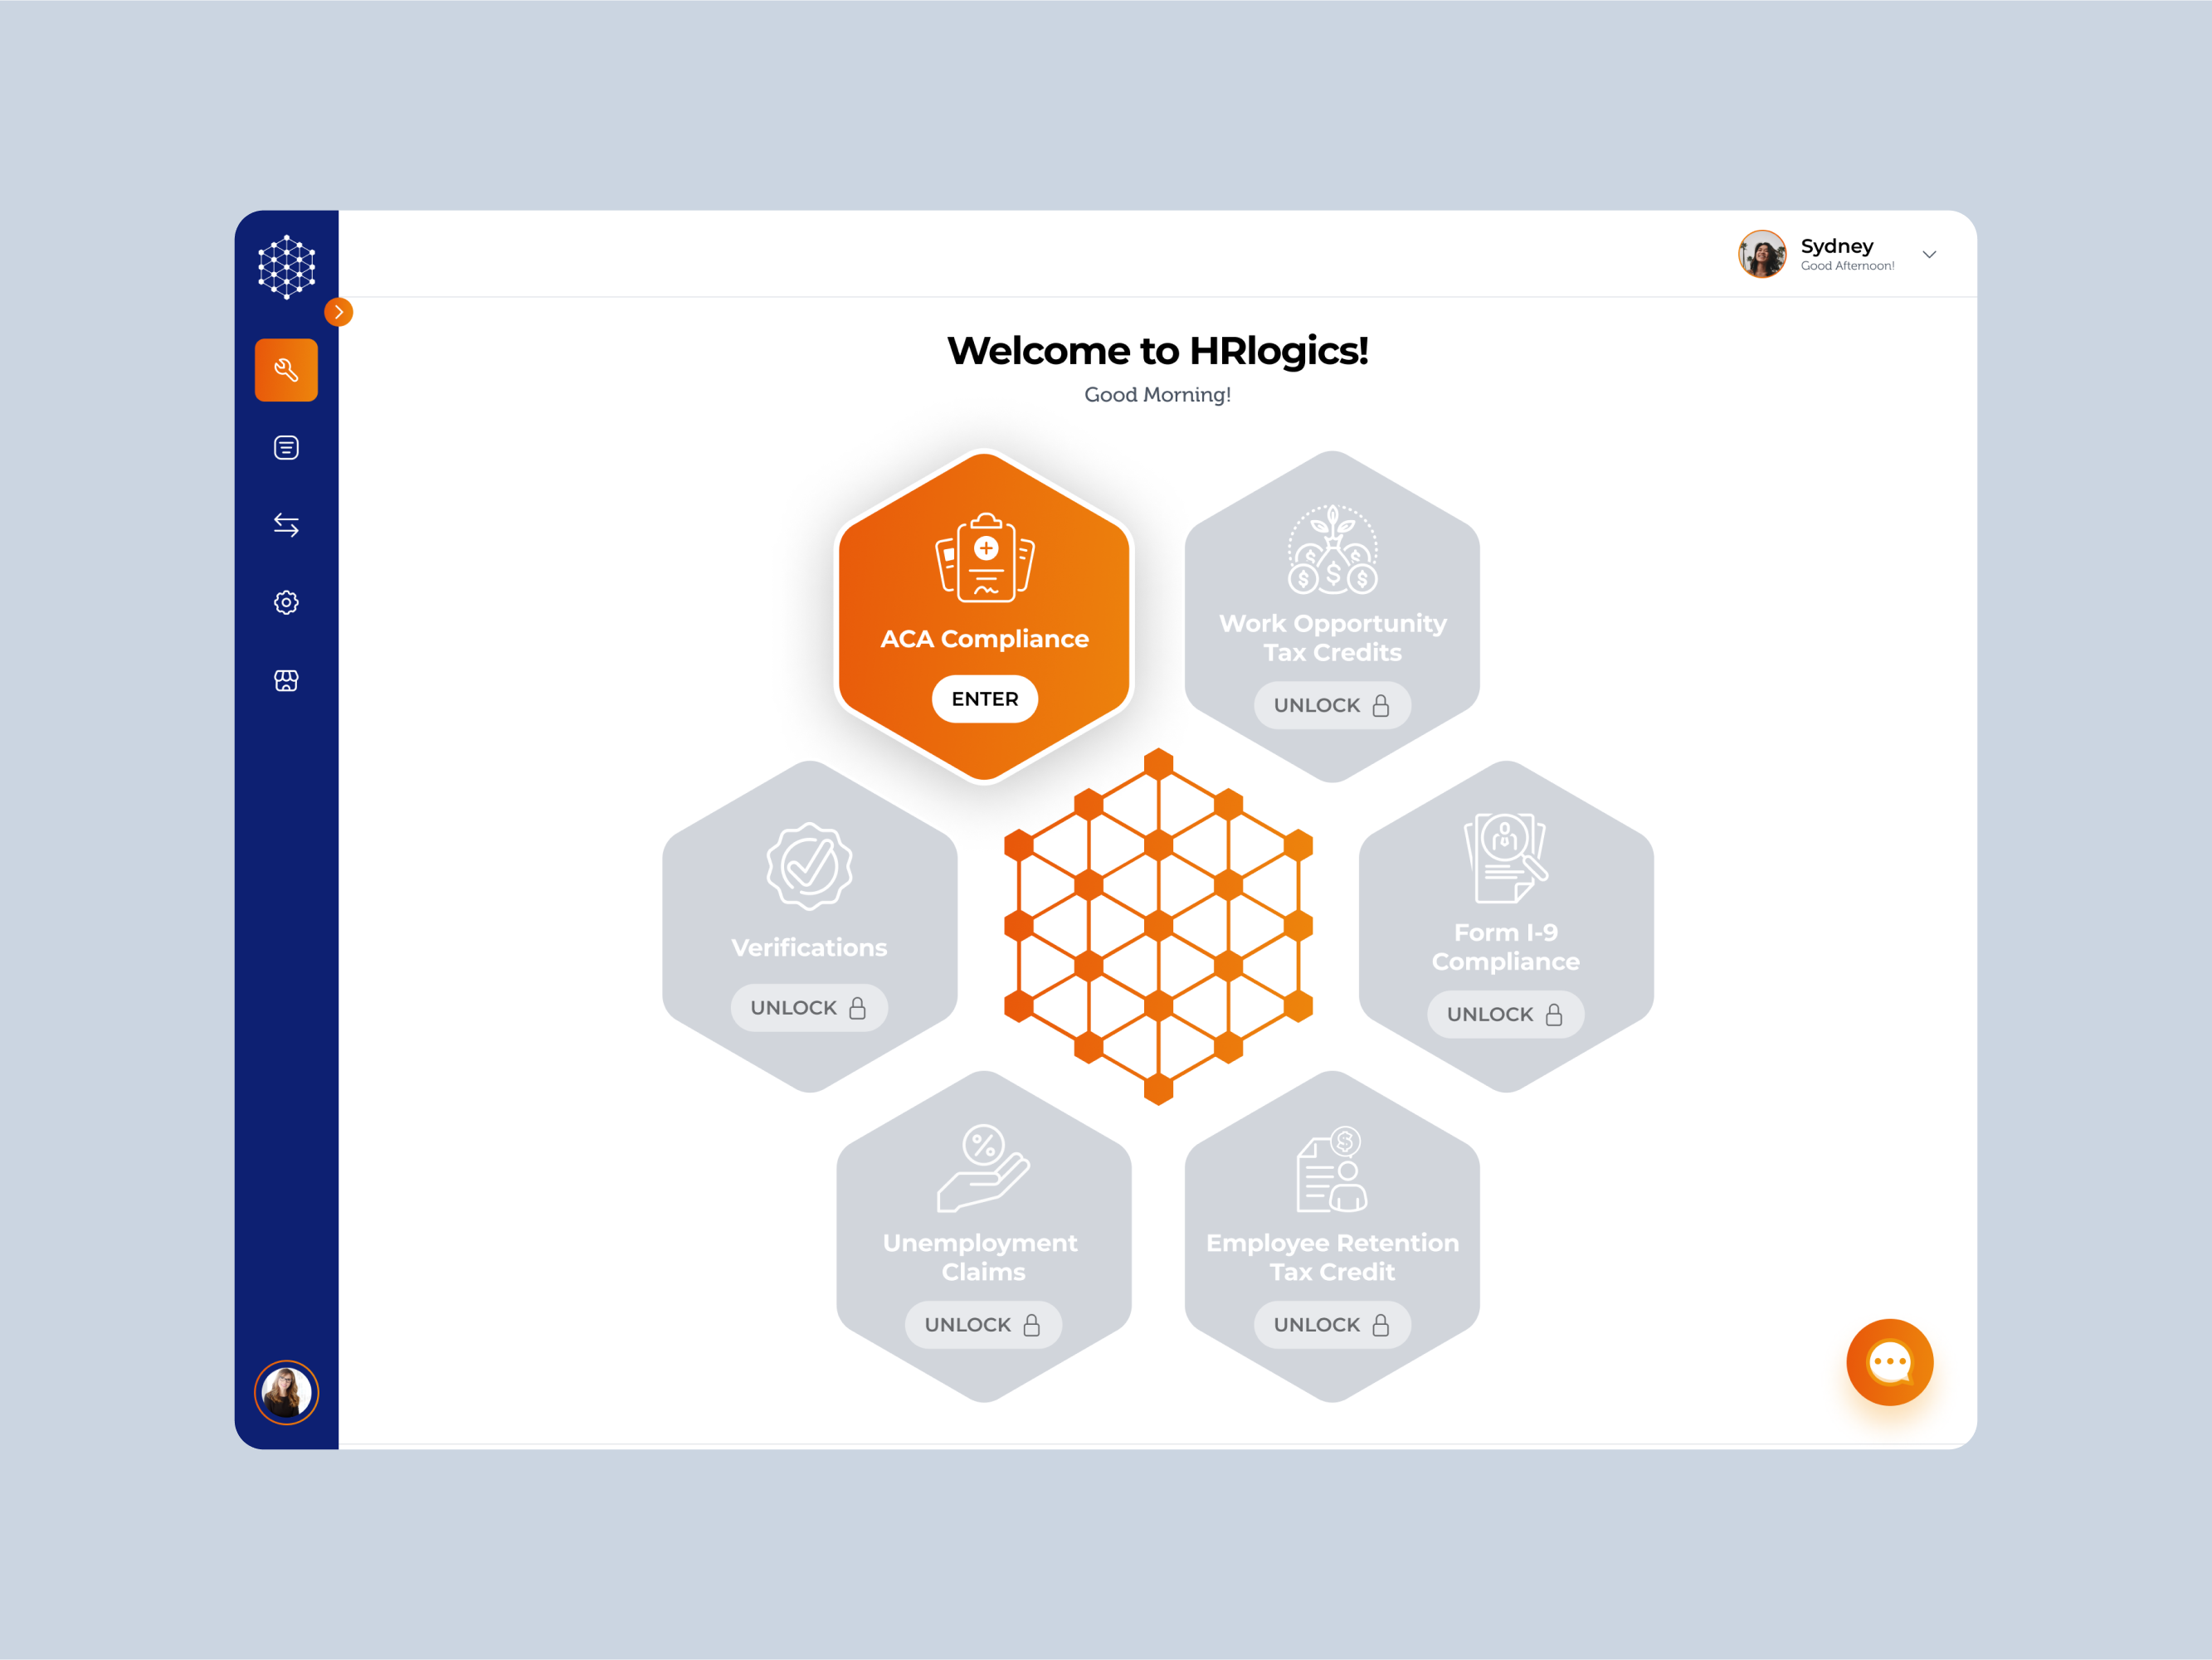 Sydney
Good Afternoon!
Welcome to HRlogics!
Good Morning!
ACA Compliance
ENTER
Work Opportunity
Tax Credits
UNLOCK
Verifications
UNLOCK
Form I-9
Compliance
UNLOCK
Unemployment
Claims
UNLOCK
Employee Retention
Tax Credit
UNLOCK